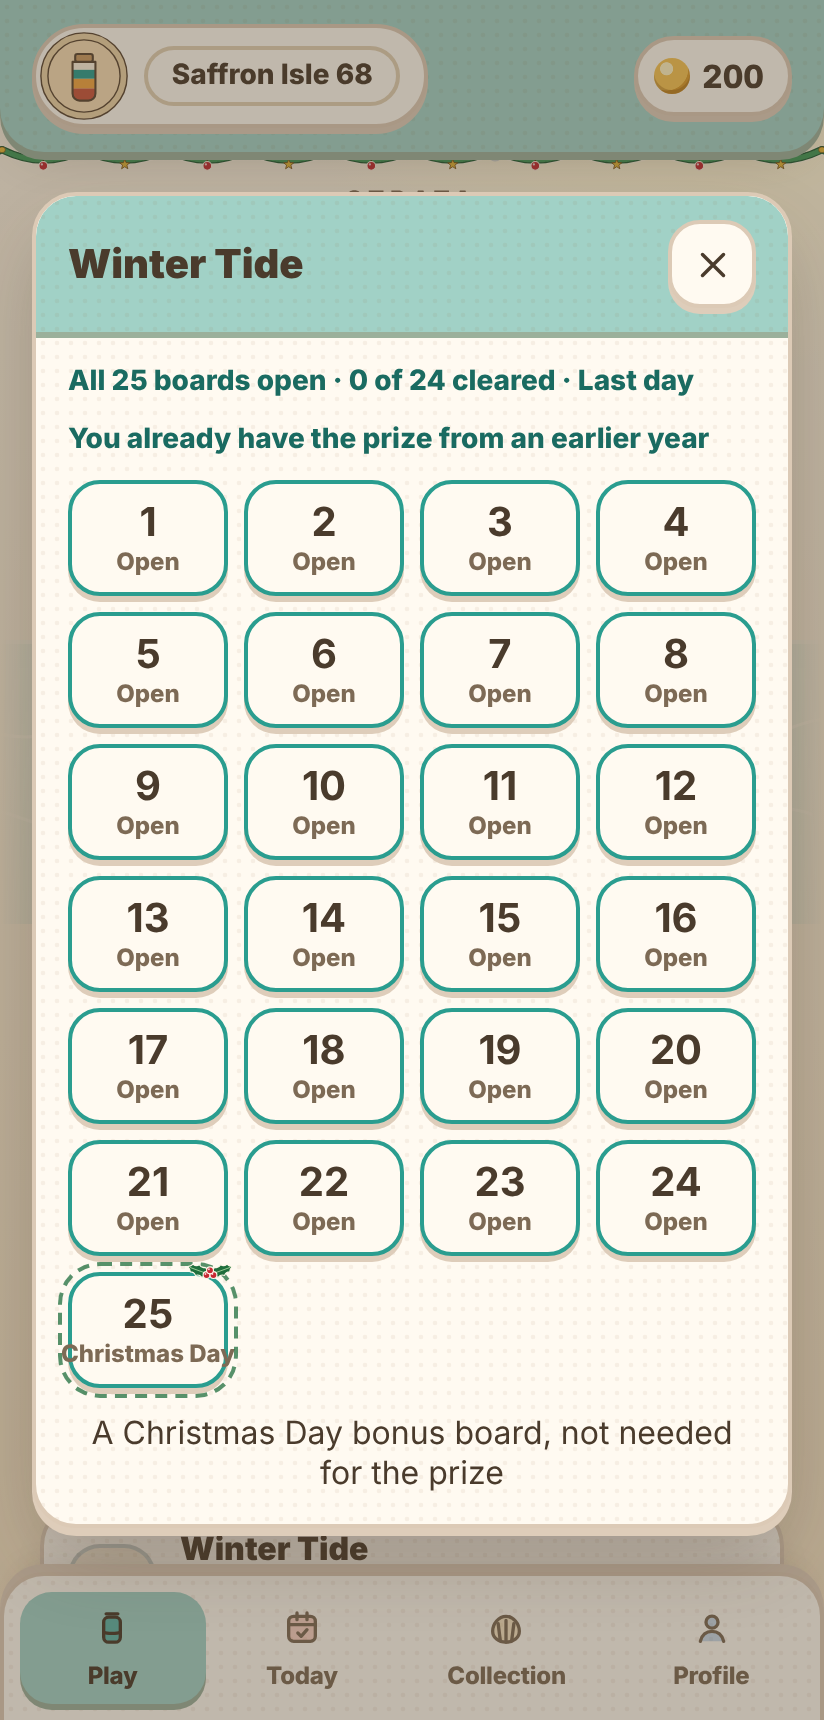 Saffron Isle 68
200
Winter Tide
All 25 boards open · 0 of 24 cleared · Last day
You already have the prize from an earlier year
1 2 3 4
Open Open Open Open
5 6 7 8
Open Open Open Open
9 10 11 12
Open Open Open Open
13 14 15 16
Open Open Open Open
17 18 19 20
Open Open Open Open
21 22 23 24
Open Open Open Open
25
Christmas Day
A Christmas Day bonus board, not needed
for the prize
Winter Tide
Play Today Collection Profile